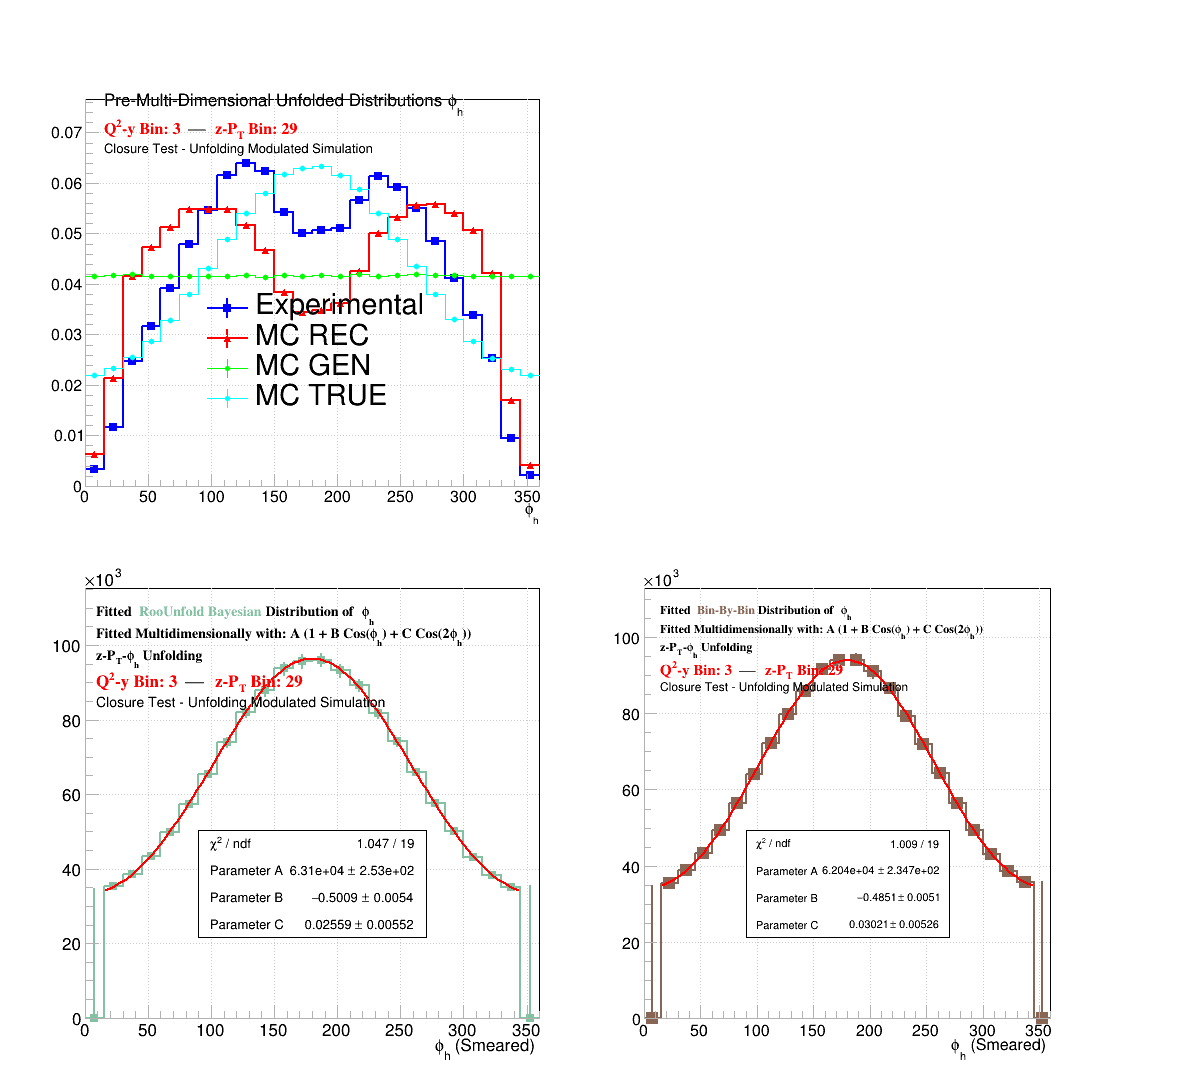 Pre-Multi-Dimensional Unfolded Distributions ϕh
Q²-y Bin: 3 — z-PT Bin: 29
Closure Test - Unfolding Modulated Simulation
0.07
0.06
0.05
0.04
0.03
0.02
0.01
0
Experimental
MC REC
MC GEN
MC TRUE
0 50 100 150 200 250 300 350
ϕh
×10³
Fitted RooUnfold Bayesian Distribution of ϕh
Fitted Multidimensionally with: A (1 + B Cos(ϕh) + C Cos(2ϕh))
z-PT-ϕh Unfolding
Q²-y Bin: 3 — z-PT Bin: 29
Closure Test - Unfolding Modulated Simulation
100
80
60
40
20
0
χ² / ndf 1.047 / 19
Parameter A 6.31e+04 ± 2.53e+02
Parameter B −0.5009 ± 0.0054
Parameter C 0.02559 ± 0.00552
0 50 100 150 200 250 300 350
ϕh (Smeared)
×10³
Fitted Bin-By-Bin Distribution of ϕh
Fitted Multidimensionally with: A (1 + B Cos(ϕh) + C Cos(2ϕh))
z-PT-ϕh Unfolding
Q²-y Bin: 3 — z-PT Bin: 29
Closure Test - Unfolding Modulated Simulation
100
80
60
40
20
0
χ² / ndf 1.009 / 19
Parameter A 6.204e+04 ± 2.347e+02
Parameter B −0.4851 ± 0.0051
Parameter C 0.03021 ± 0.00526
0 50 100 150 200 250 300 350
ϕh (Smeared)